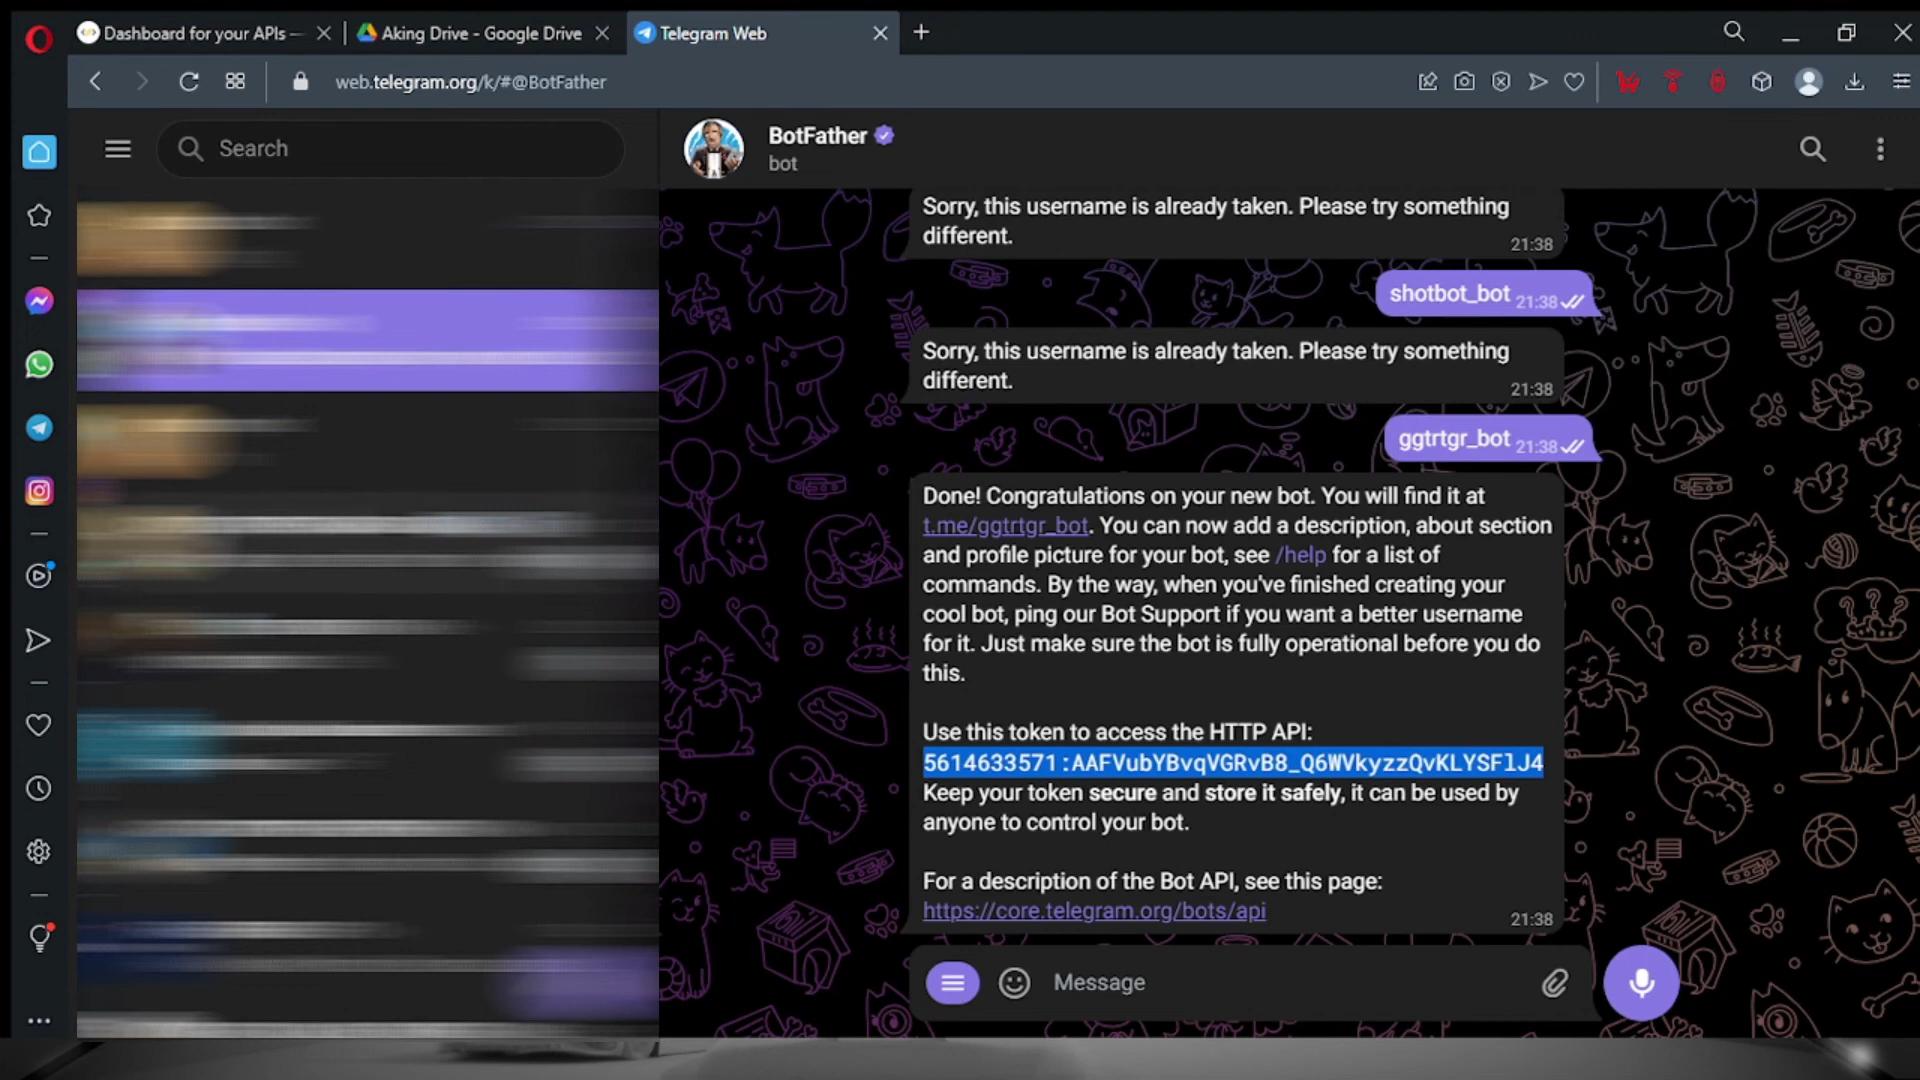 Dashboard for your APIs —
Aking Drive - Google Drive
Telegram Web
web.telegram.org/k/#@BotFather
Search
BotFather
bot
Sorry, this username is already taken. Please try something
different.
21:38
shotbot_bot 21:38
Sorry, this username is already taken. Please try something
different.
21:38
ggtrtgr_bot 21:38
Done! Congratulations on your new bot. You will find it at
t.me/ggtrtgr_bot. You can now add a description, about section
and profile picture for your bot, see /help for a list of
commands. By the way, when you've finished creating your
cool bot, ping our Bot Support if you want a better username
for it. Just make sure the bot is fully operational before you do
this.
Use this token to access the HTTP API:
5614633571:AAFVubYBvqVGRvB8_Q6WVkyzzQvKLYSFlJ4
Keep your token secure and store it safely, it can be used by
anyone to control your bot.
For a description of the Bot API, see this page:
https://core.telegram.org/bots/api
21:38
Message